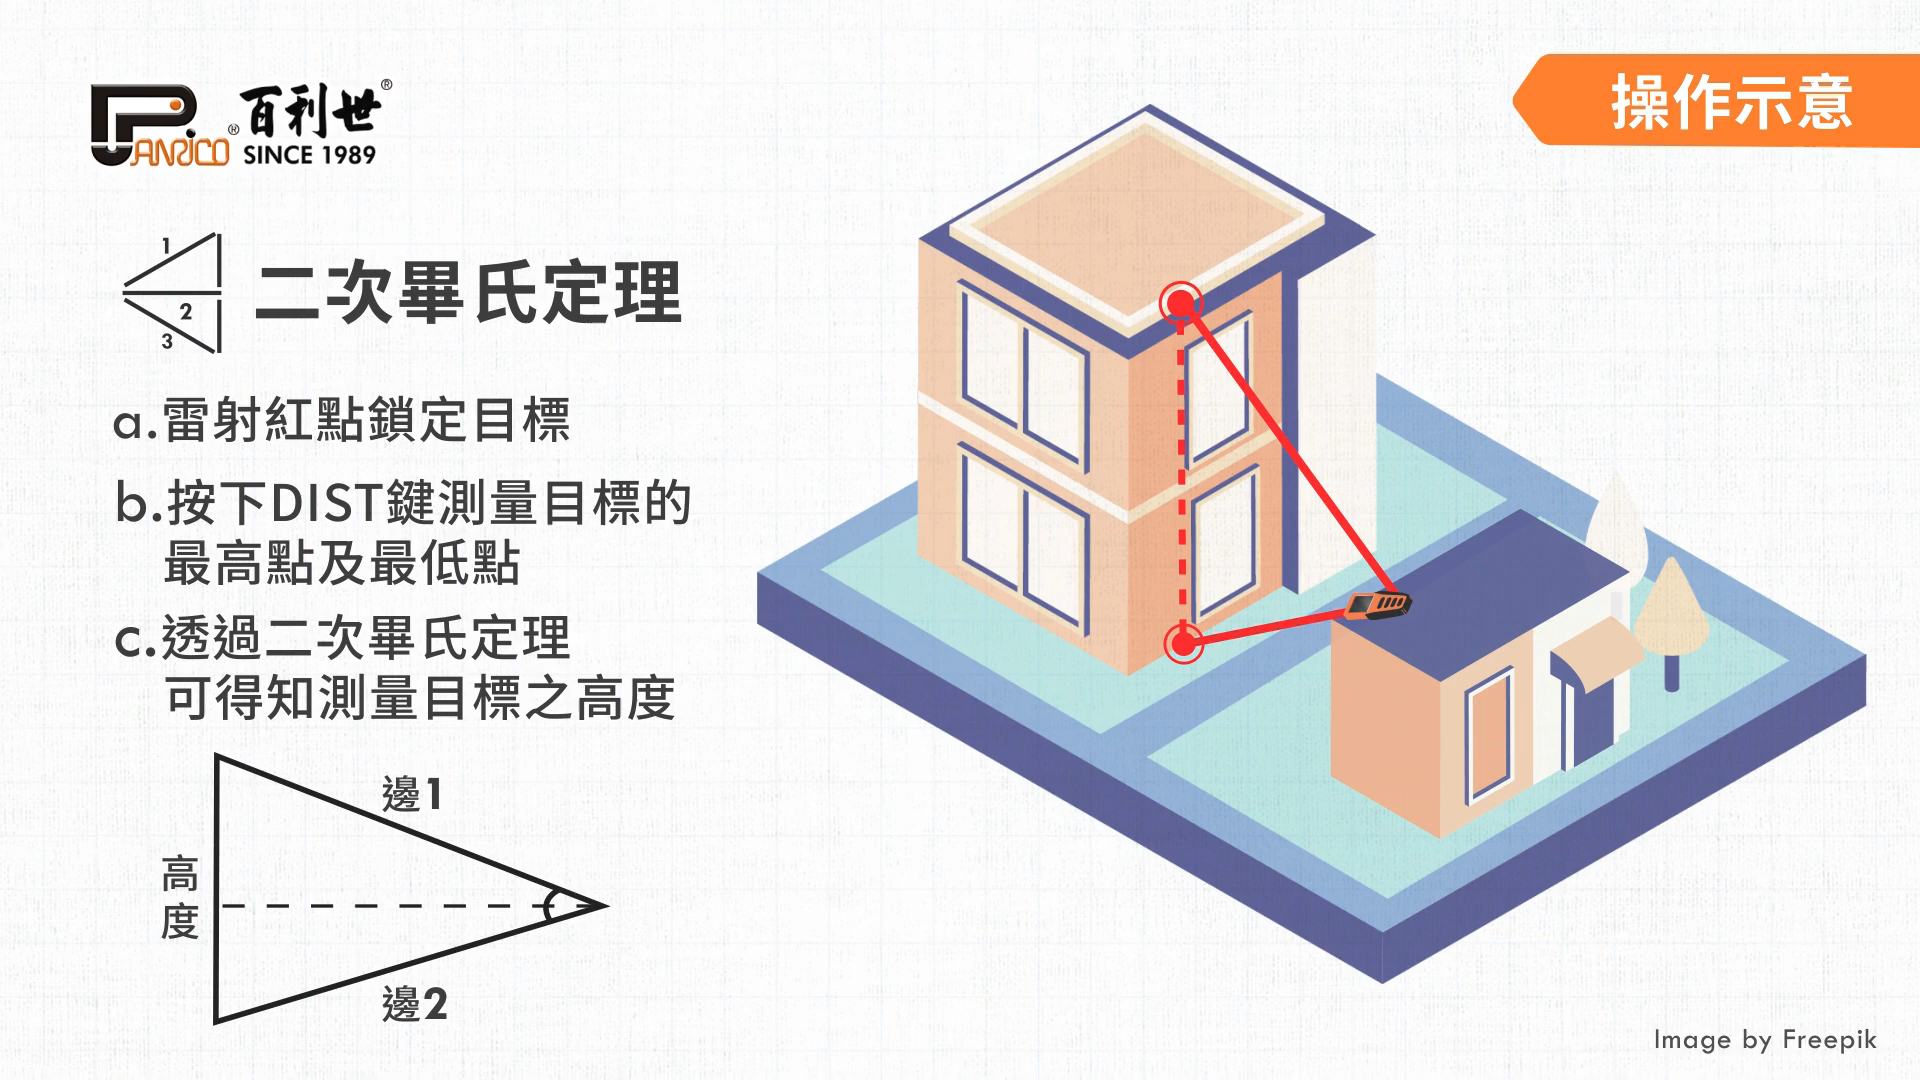 PANRICO® 百利世®
SINCE 1989
操作示意
1
2
3
二次畢氏定理
a.雷射紅點鎖定目標
b.按下DIST鍵測量目標的
最高點及最低點
c.透過二次畢氏定理
可得知測量目標之高度
邊1
高度
邊2
Image by Freepik